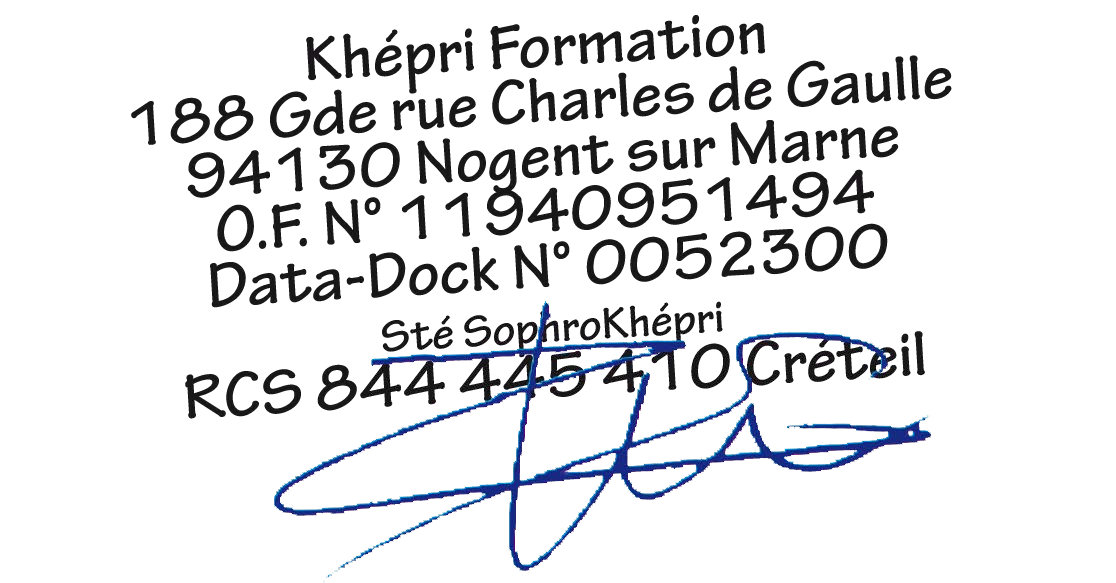 Khépri Formation
188 Gde rue Charles de Gaulle
94130 Nogent sur Marne
O.F. N° 11940951494
Data-Dock N° 0052300
Sté SophroKhépri
RCS 844 445 410 Créteil